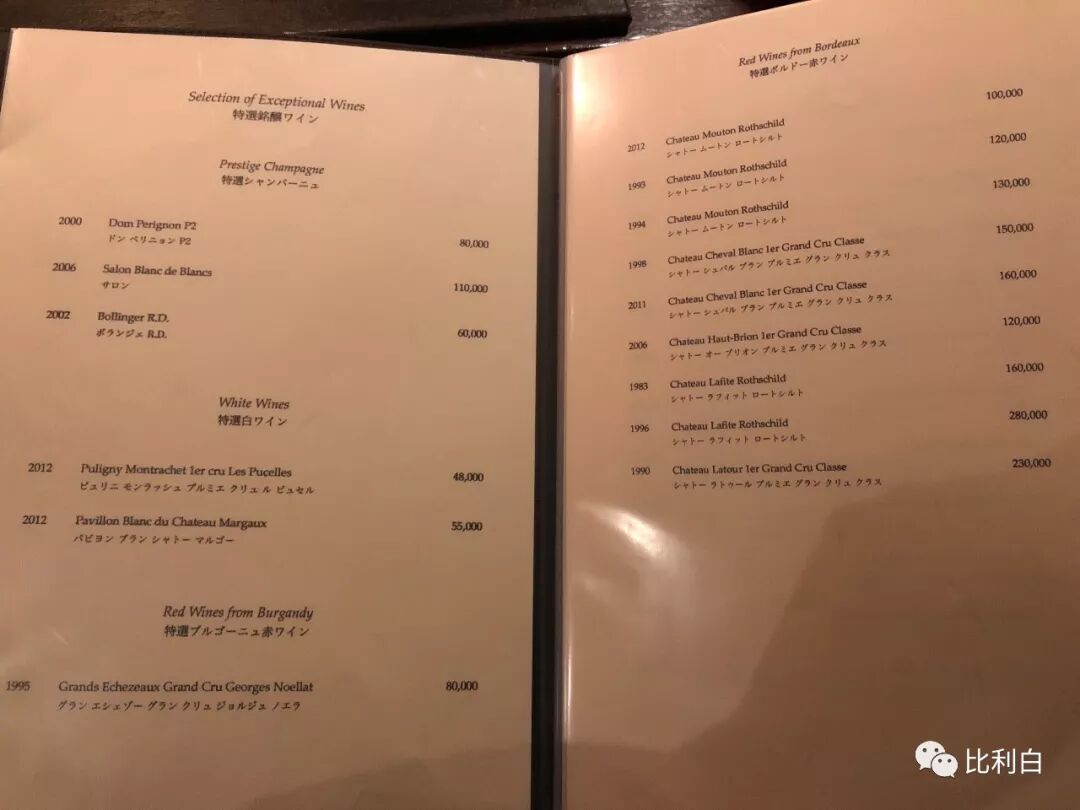 Selection of Exceptional Wines
特選銘醸ワイン
Prestige Champagne
特選シャンパーニュ
2000 Dom Perignon P2 80,000
ドン ペリニョン P2
2006 Salon Blanc de Blancs 110,000
サロン
2002 Bollinger R.D. 60,000
ボランジェ R.D.
White Wines
特選白ワイン
2012 Puligny Montrachet 1er cru Les Pucelles 48,000
ピュリニ モンラッシュ プルミエ クリュ ル ピュセル
2012 Pavillon Blanc du Chateau Margaux 55,000
パビヨン ブラン シャトー マルゴー
Red Wines from Burgandy
特選ブルゴーニュ赤ワイン
1995 Grands Echezeaux Grand Cru Georges Noellat 80,000
グラン エシェゾー グラン クリュ ジョルジュ ノエラ
Red Wines from Bordeaux
特選ボルドー赤ワイン
2012 Chateau Mouton Rothschild 100,000
シャトー ムートン ロートシルト
1993 Chateau Mouton Rothschild 120,000
シャトー ムートン ロートシルト
1994 Chateau Mouton Rothschild 130,000
シャトー ムートン ロートシルト
1998 Chateau Cheval Blanc 1er Grand Cru Classe 150,000
シャトー シュバル ブラン プルミエ グラン クリュ クラス
2011 Chateau Cheval Blanc 1er Grand Cru Classe 160,000
シャトー シュバル ブラン プルミエ グラン クリュ クラス
2006 Chateau Haut-Brion 1er Grand Cru Classe 120,000
シャトー オー ブリオン プルミエ グラン クリュ クラス
1983 Chateau Lafite Rothschild 160,000
シャトー ラフィット ロートシルト
1996 Chateau Lafite Rothschild 280,000
シャトー ラフィット ロートシルト
1990 Chateau Latour 1er Grand Cru Classe 230,000
シャトー ラトゥール プルミエ グラン クリュ クラス
比利白